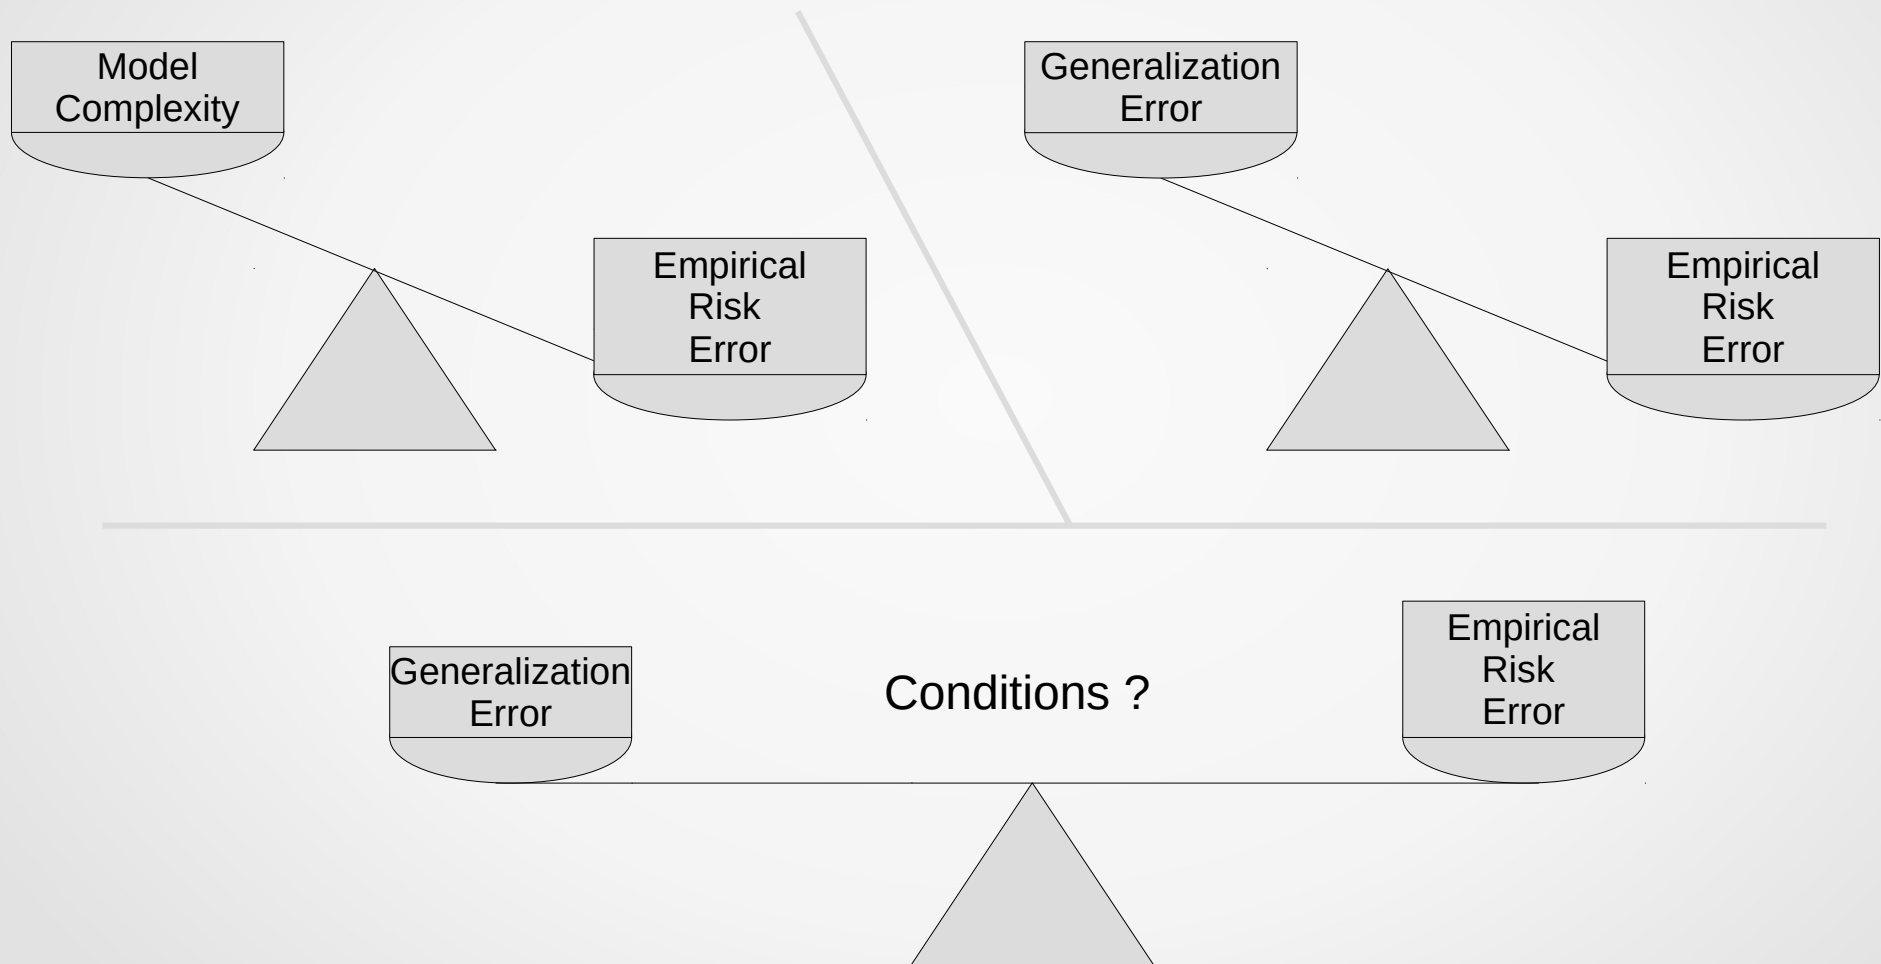 Model
Complexity
Empirical
Risk
Error
Generalization
Error
Empirical
Risk
Error
Generalization
Error
Conditions ?
Empirical
Risk
Error